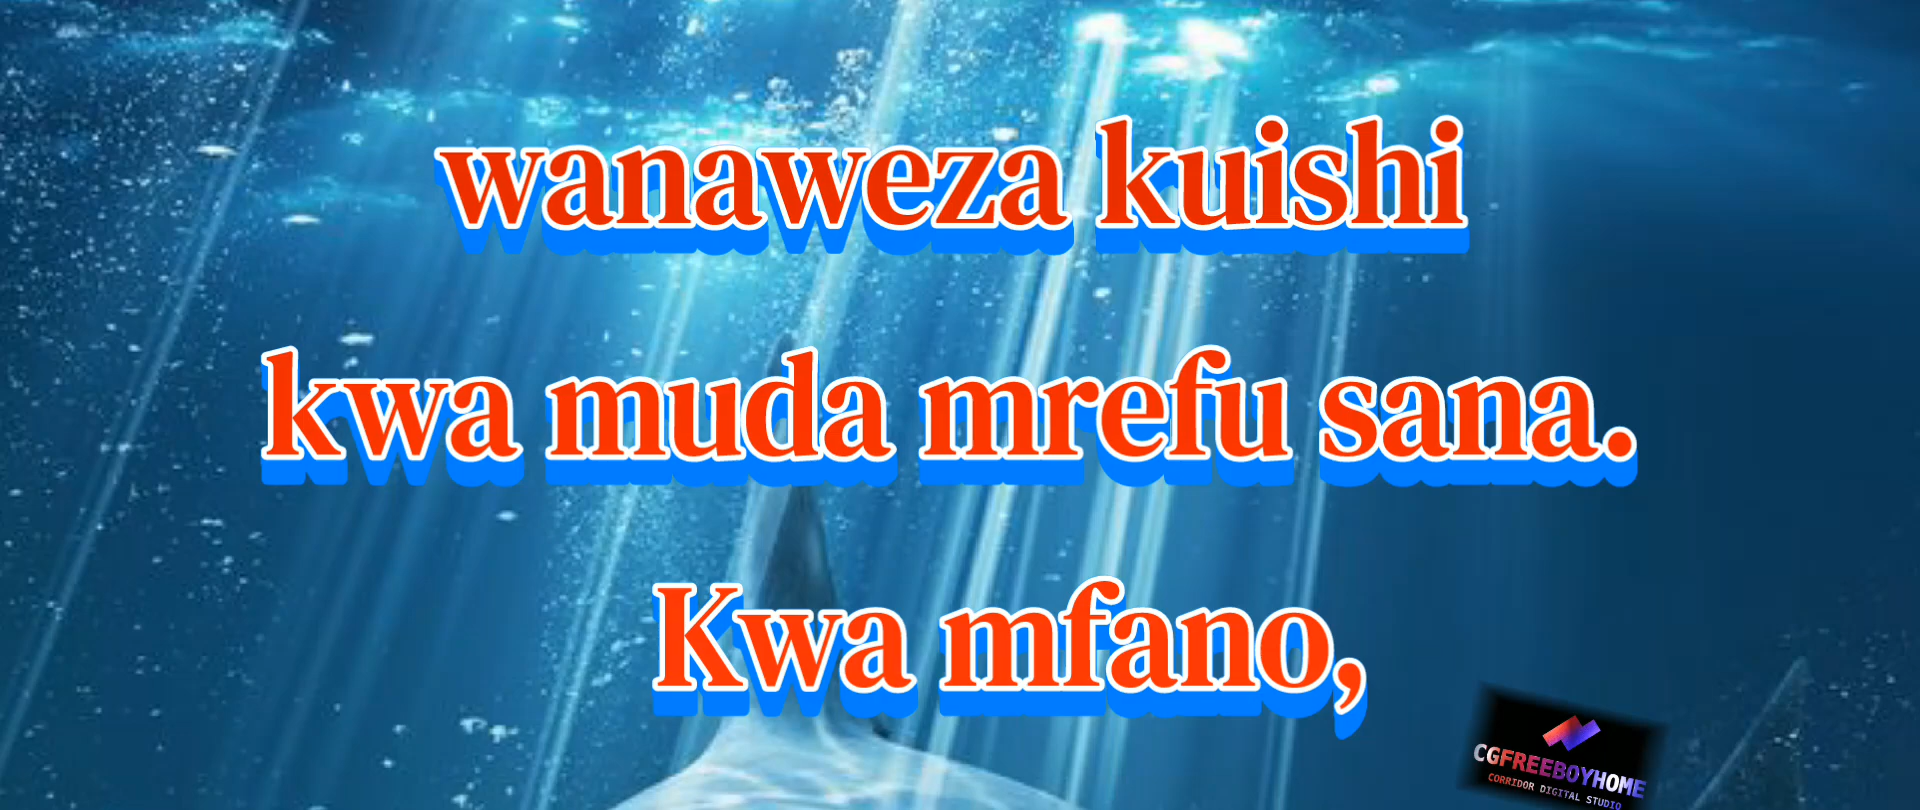 wanaweza kuishi
kwa muda mrefu sana.
Kwa mfano,
CGFREEBOYHOME
CORRIDOR DIGITAL STUDIO